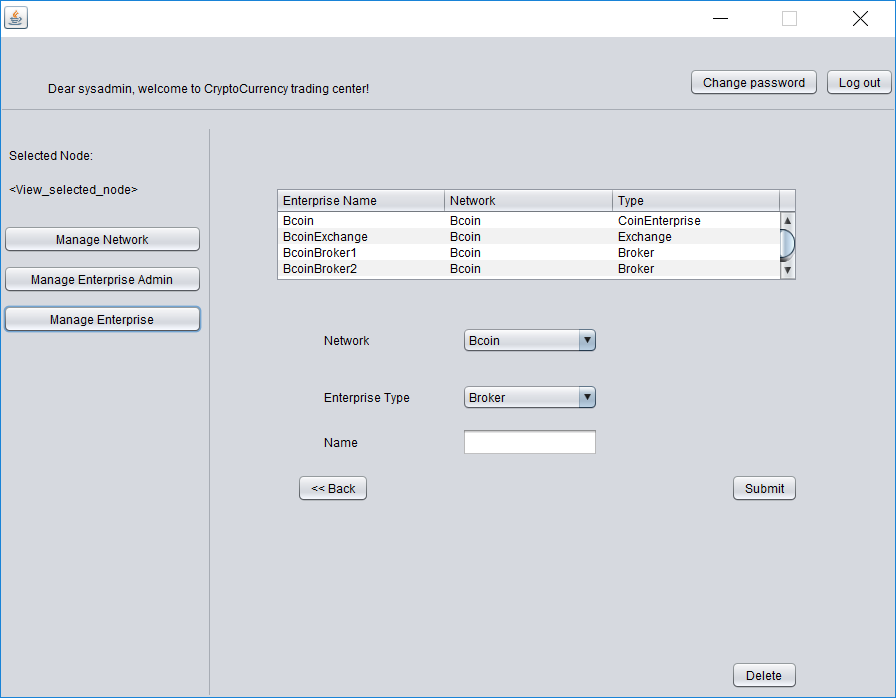 Dear sysadmin, welcome to CryptoCurrency trading center!
Change password
Log out
Selected Node:
<View_selected_node>
Manage Network
Manage Enterprise Admin
Manage Enterprise
Enterprise Name Network Type
Bcoin Bcoin CoinEnterprise
BcoinExchange Bcoin Exchange
BcoinBroker1 Bcoin Broker
BcoinBroker2 Bcoin Broker
Network Bcoin
Enterprise Type Broker
Name
<< Back
Submit
Delete